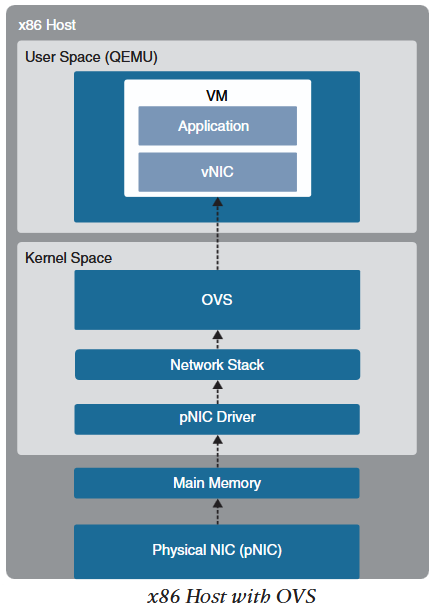 x86 Host
User Space (QEMU)
VM
Application
vNIC
Kernel Space
OVS
Network Stack
pNIC Driver
Main Memory
Physical NIC (pNIC)
x86 Host with OVS